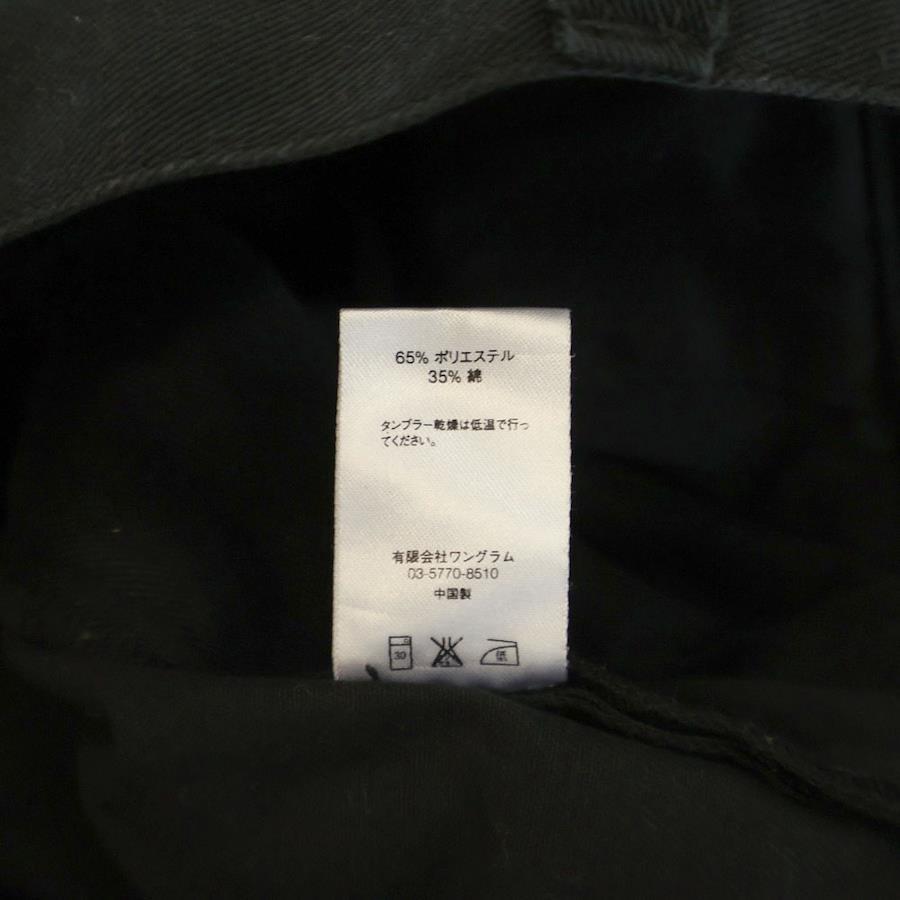 65% ポリエステル
35% 綿
タンブラー乾燥は低温で行っ
てください。
有限会社ワングラム
03-5770-8510
中国製
30 低